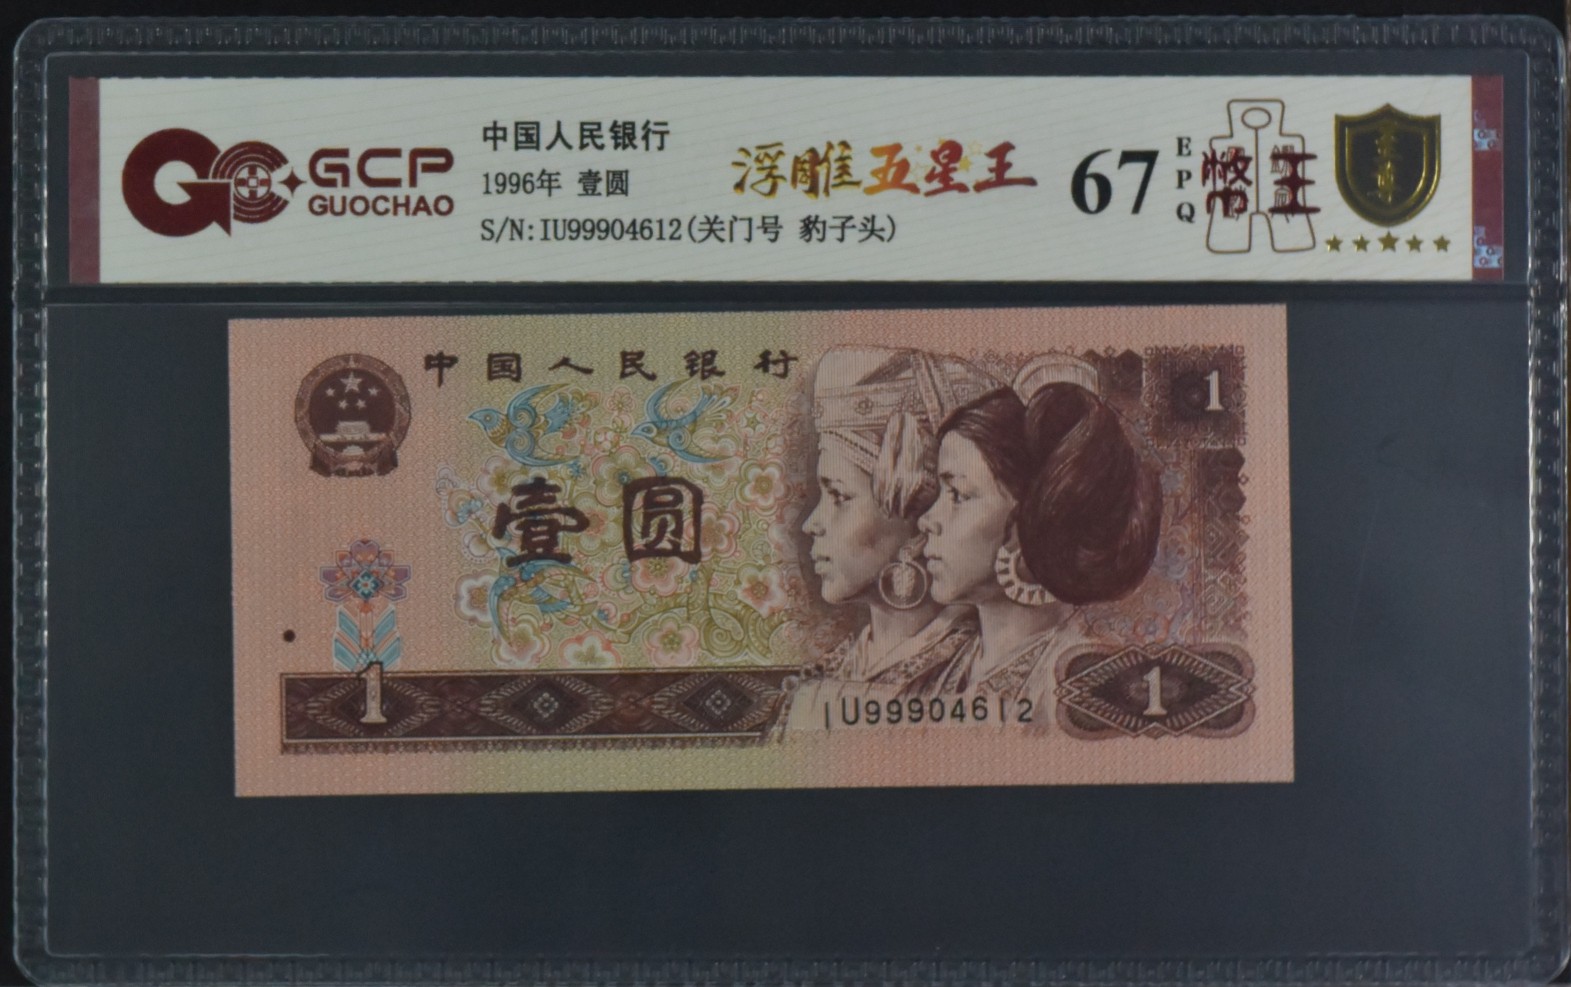 GCP
GUOCHAO
中国人民银行
1996年 壹圆
S/N:IU99904612(关门号 豹子头)
浮雕五星王
67
EPQ
至尊
中国人民银行
1
壹圆
1
IU99904612
1